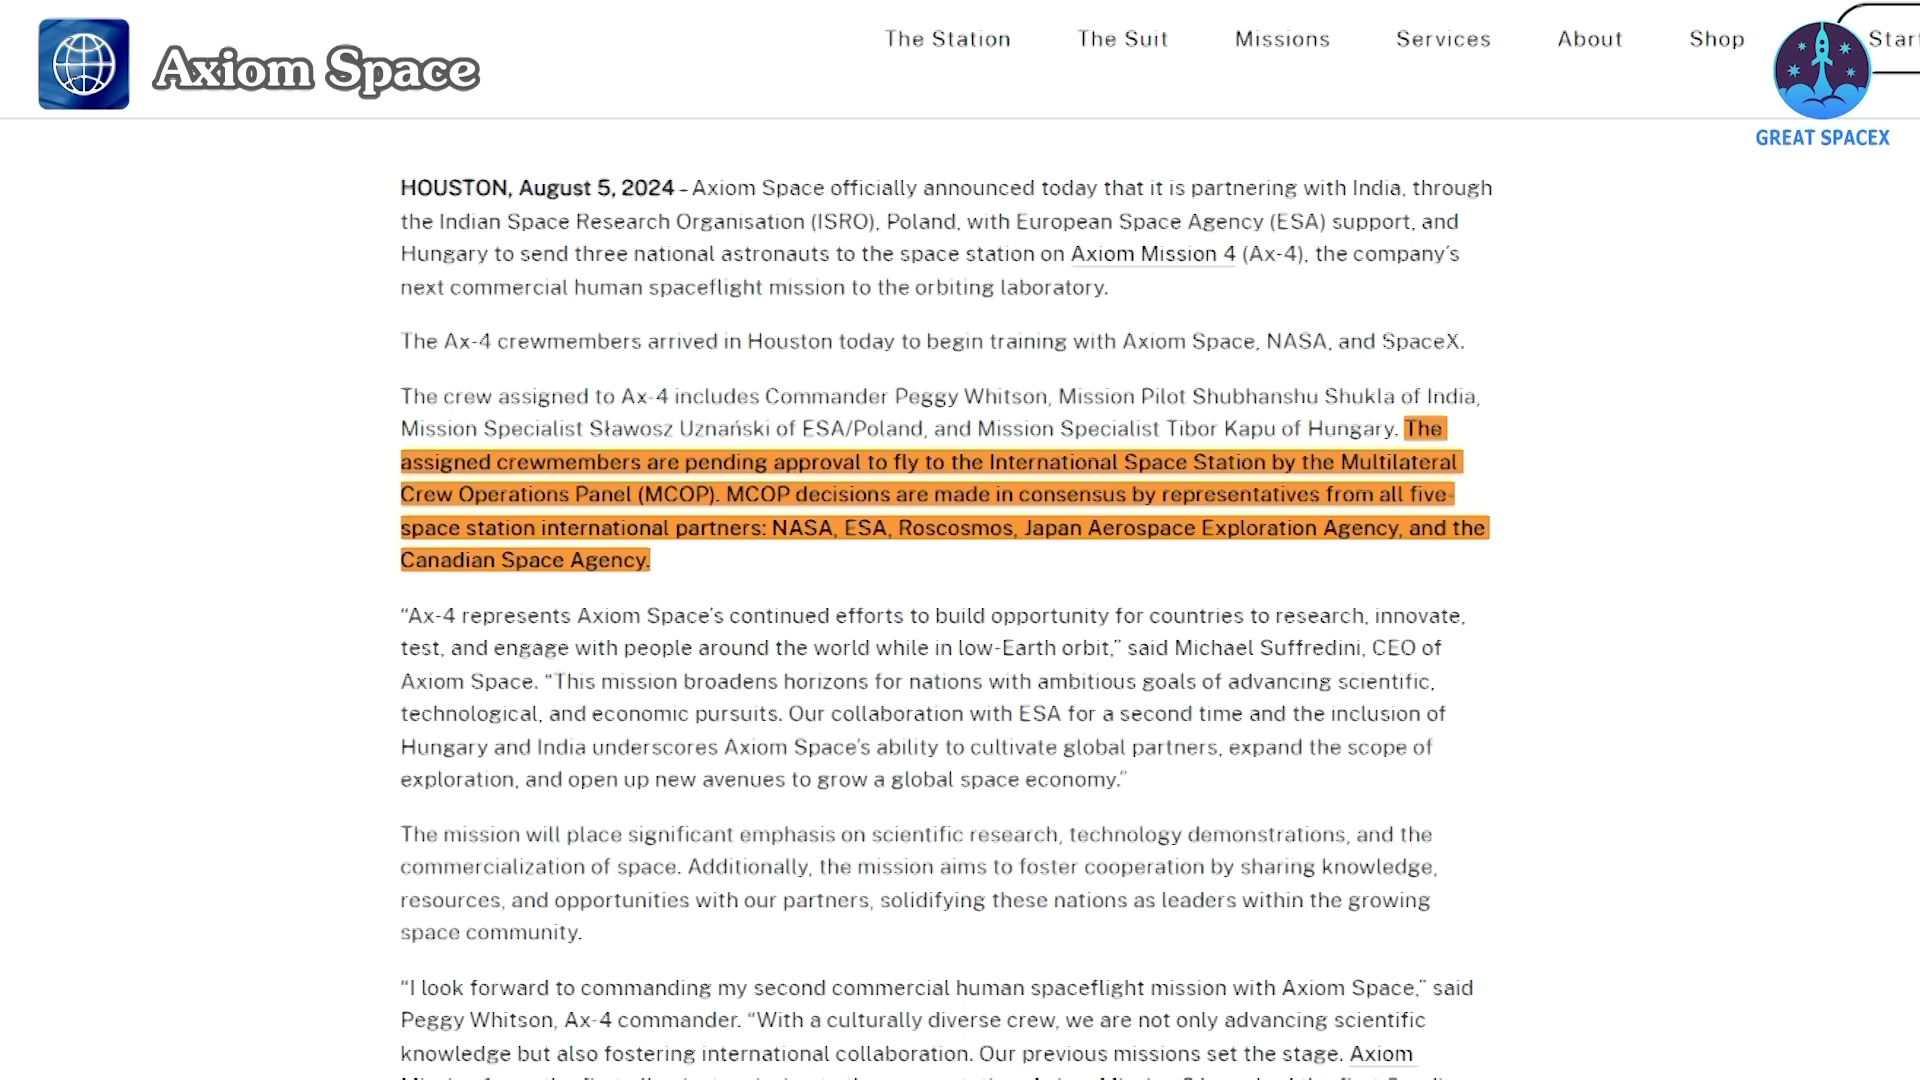 Axiom Space
The Station
The Suit
Missions
Services
About
Shop
Start
GREAT SPACEX
HOUSTON, August 5, 2024 – Axiom Space officially announced today that it is partnering with India, through
the Indian Space Research Organisation (ISRO), Poland, with European Space Agency (ESA) support, and
Hungary to send three national astronauts to the space station on Axiom Mission 4 (Ax-4), the company's
next commercial human spaceflight mission to the orbiting laboratory.
The Ax-4 crewmembers arrived in Houston today to begin training with Axiom Space, NASA, and SpaceX.
The crew assigned to Ax-4 includes Commander Peggy Whitson, Mission Pilot Shubhanshu Shukla of India,
Mission Specialist Sławosz Uznański of ESA/Poland, and Mission Specialist Tibor Kapu of Hungary. The
assigned crewmembers are pending approval to fly to the International Space Station by the Multilateral
Crew Operations Panel (MCOP). MCOP decisions are made in consensus by representatives from all five-
space station international partners: NASA, ESA, Roscosmos, Japan Aerospace Exploration Agency, and the
Canadian Space Agency.
“Ax-4 represents Axiom Space's continued efforts to build opportunity for countries to research, innovate,
test, and engage with people around the world while in low-Earth orbit,” said Michael Suffredini, CEO of
Axiom Space. “This mission broadens horizons for nations with ambitious goals of advancing scientific,
technological, and economic pursuits. Our collaboration with ESA for a second time and the inclusion of
Hungary and India underscores Axiom Space's ability to cultivate global partners, expand the scope of
exploration, and open up new avenues to grow a global space economy.”
The mission will place significant emphasis on scientific research, technology demonstrations, and the
commercialization of space. Additionally, the mission aims to foster cooperation by sharing knowledge,
resources, and opportunities with our partners, solidifying these nations as leaders within the growing
space community.
“I look forward to commanding my second commercial human spaceflight mission with Axiom Space,” said
Peggy Whitson, Ax-4 commander. “With a culturally diverse crew, we are not only advancing scientific
knowledge but also fostering international collaboration. Our previous missions set the stage. Axiom